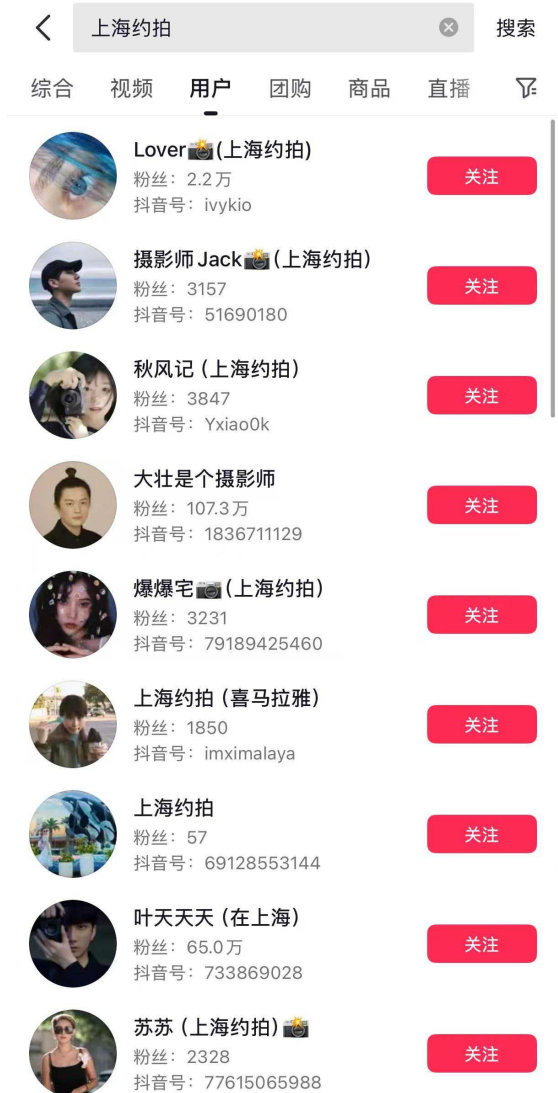 上海约拍
搜索
综合 视频 用户 团购 商品 直播
Lover📸(上海约拍)
粉丝：2.2万
抖音号：ivykio
关注
摄影师Jack📸(上海约拍)
粉丝：3157
抖音号：51690180
关注
秋风记（上海约拍）
粉丝：3847
抖音号：Yxiao0k
关注
大壮是个摄影师
粉丝：107.3万
抖音号：1836711129
关注
爆爆宅📷(上海约拍)
粉丝：3231
抖音号：79189425460
关注
上海约拍（喜马拉雅）
粉丝：1850
抖音号：imximalaya
关注
上海约拍
粉丝：57
抖音号：69128553144
关注
叶天天天（在上海）
粉丝：65.0万
抖音号：733869028
关注
苏苏（上海约拍）📸
粉丝：2328
抖音号：77615065988
关注